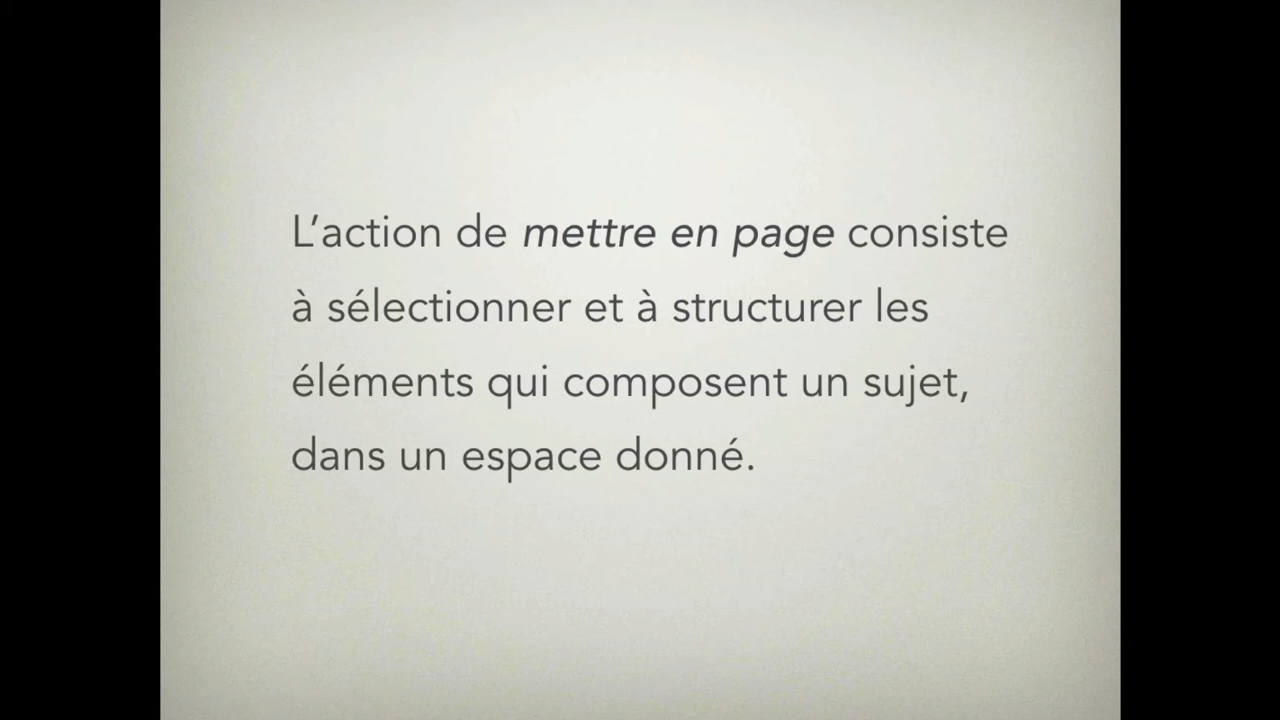 L’action de mettre en page consiste
à sélectionner et à structurer les
éléments qui composent un sujet,
dans un espace donné.